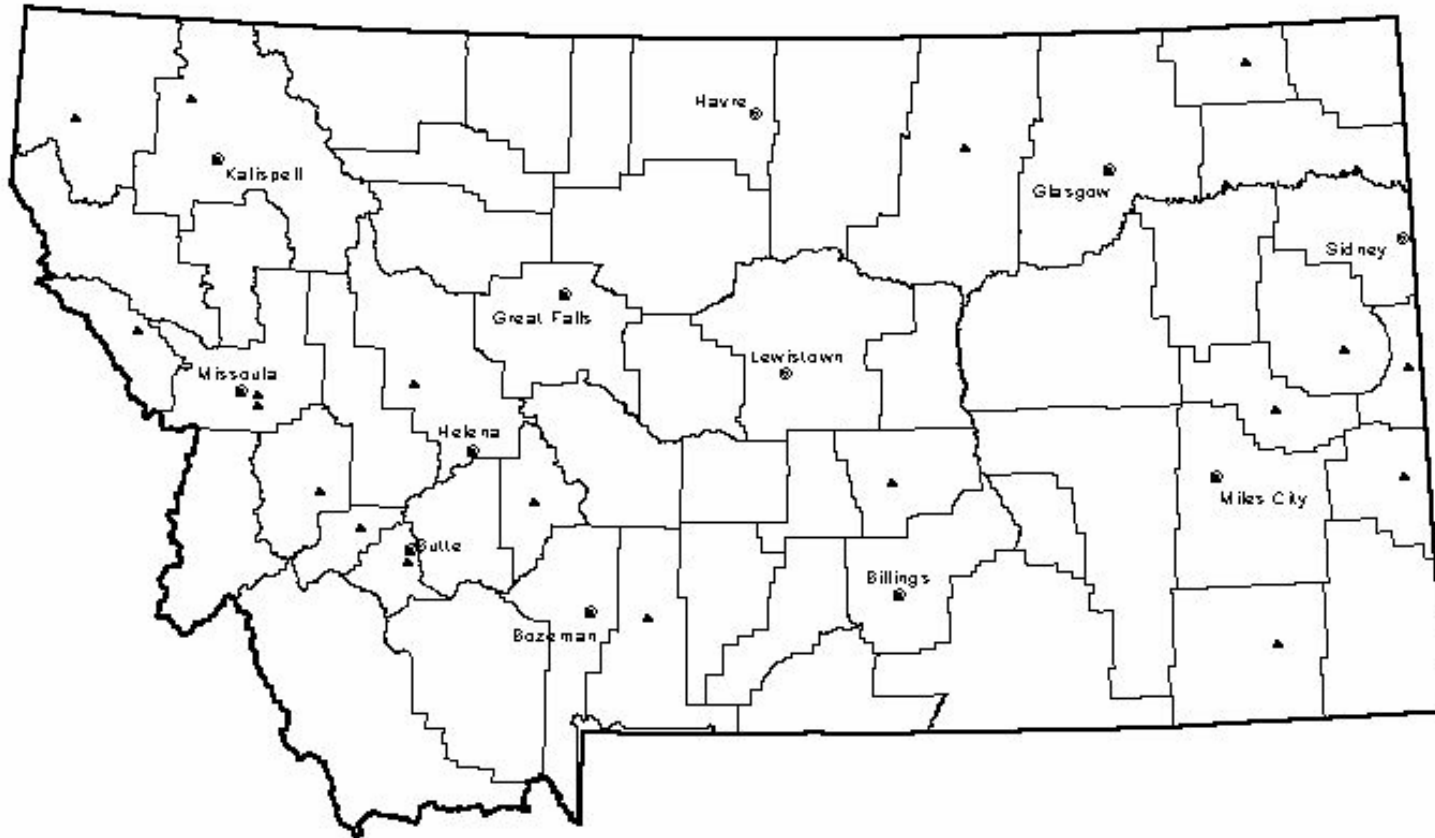 Havre
Kalispell
Glasgow
Sidney
Great Falls
Lewistown
Missoula
Helena
Miles City
Butte
Billings
Bozeman